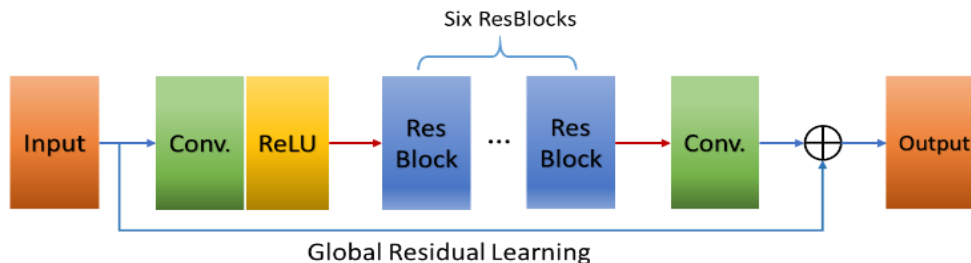 Six ResBlocks
Input
Conv.
ReLU
Res
Block
...
Res
Block
Conv.
Output
Global Residual Learning